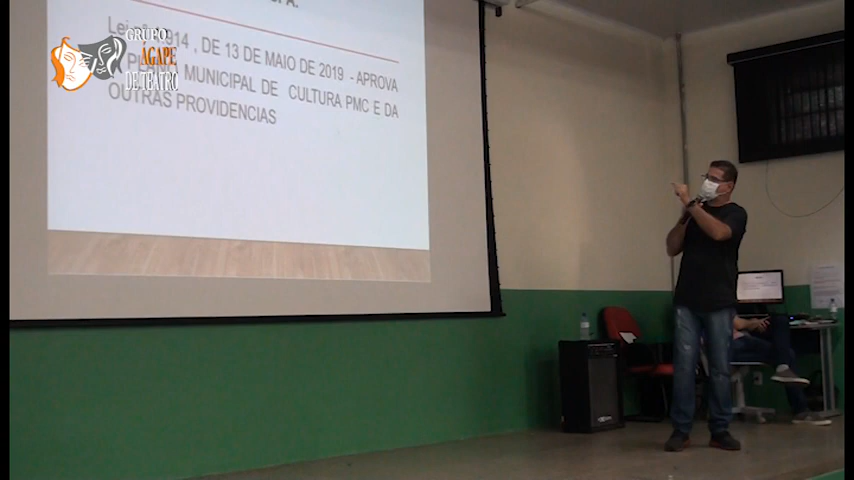 GRUPO
ÁGAPE
DE TEATRO
, DE 13 DE MAIO DE 2019 - APROVA
MUNICIPAL DE CULTURA PMC E DA
OUTRAS PROVIDENCIAS